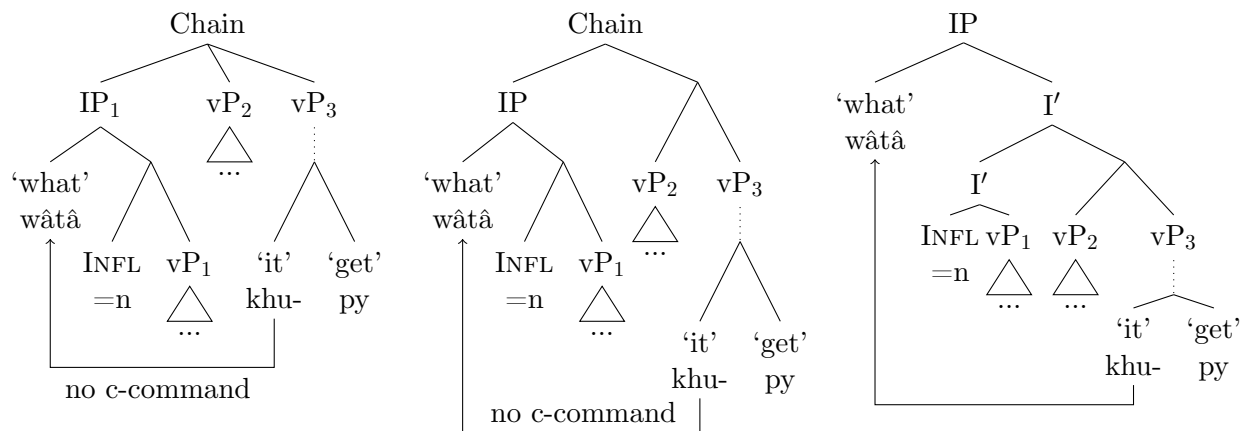 Chain
IP₁ vP₂ vP₃
...
‘what’
wâtâ
INFL
=n
vP₁
...
‘it’
khu-
‘get’
py
no c-command
Chain
IP
‘what’
wâtâ
INFL
=n
vP₁
...
vP₂
...
vP₃
‘it’
khu-
‘get’
py
no c-command
IP
‘what’
wâtâ
I′
I′
INFL
=n
vP₁
...
vP₂
...
vP₃
‘it’
khu-
‘get’
py